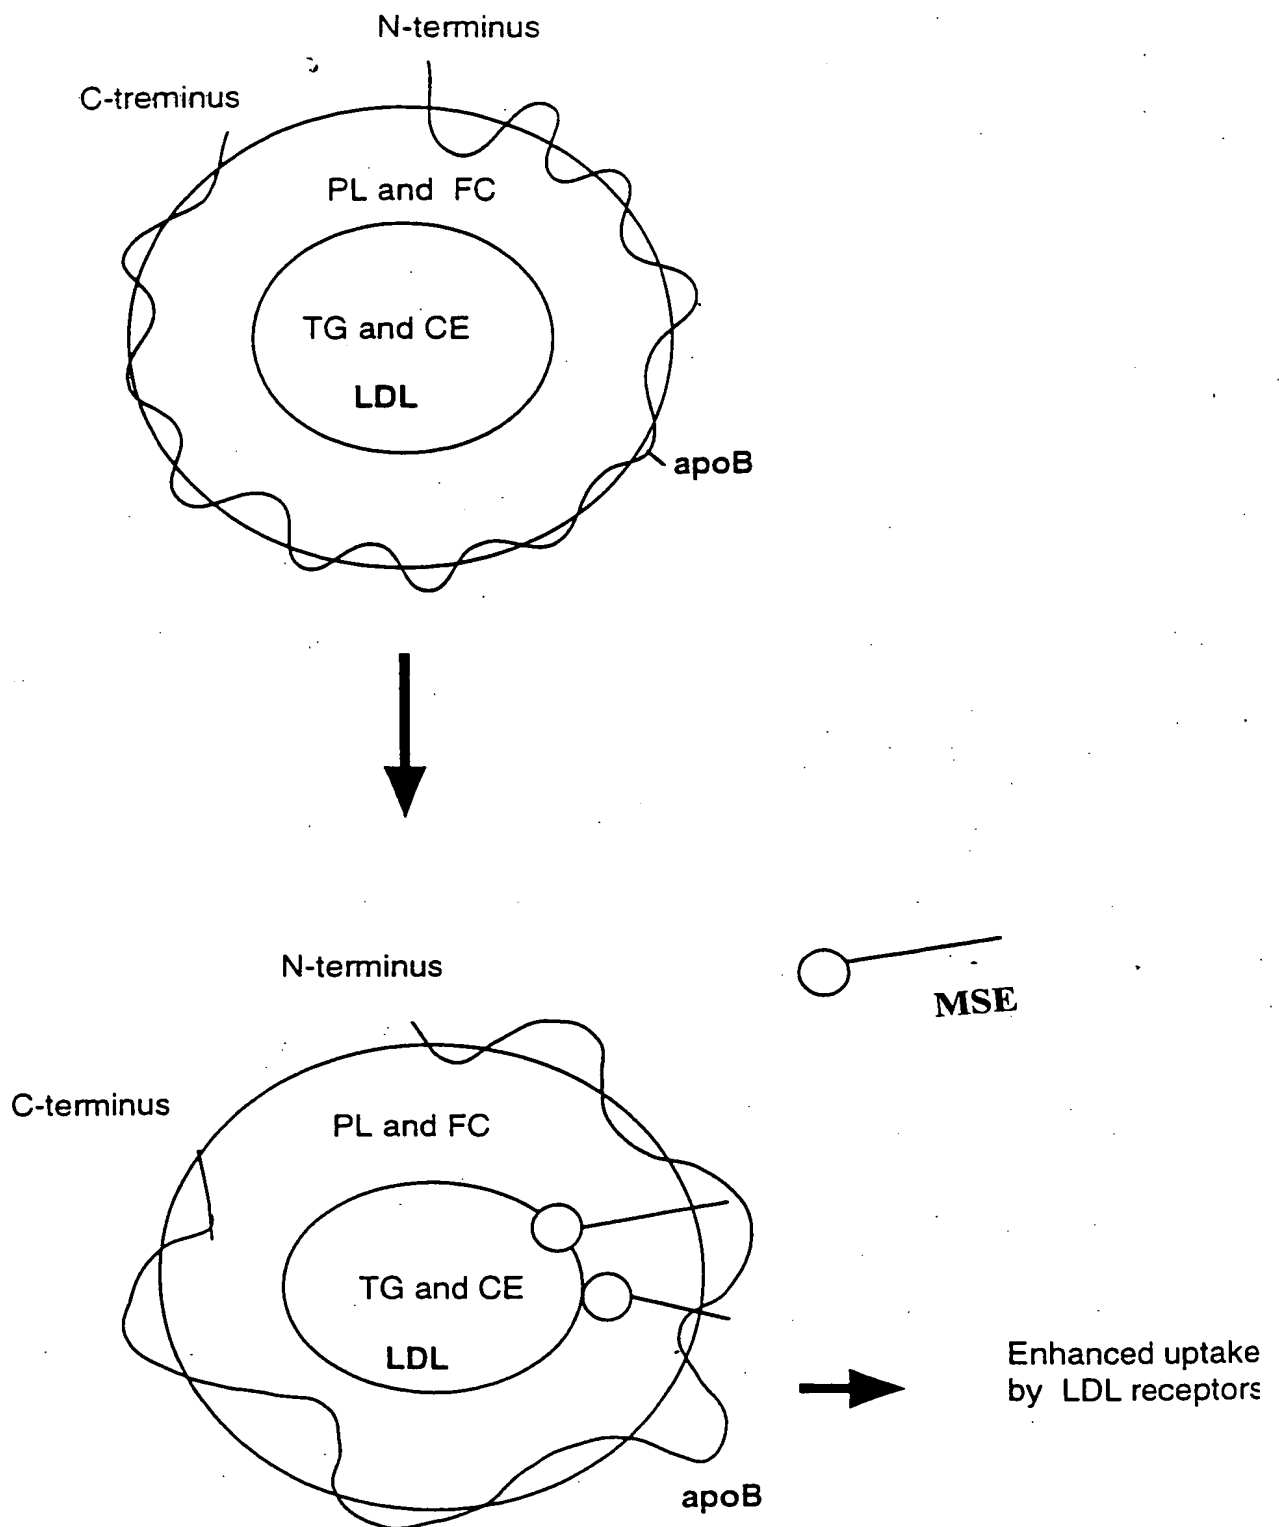 N-terminus
C-treminus
PL and FC
TG and CE
LDL
apoB
N-terminus
MSE
C-terminus
PL and FC
TG and CE
LDL
Enhanced uptake
by LDL receptors
apoB